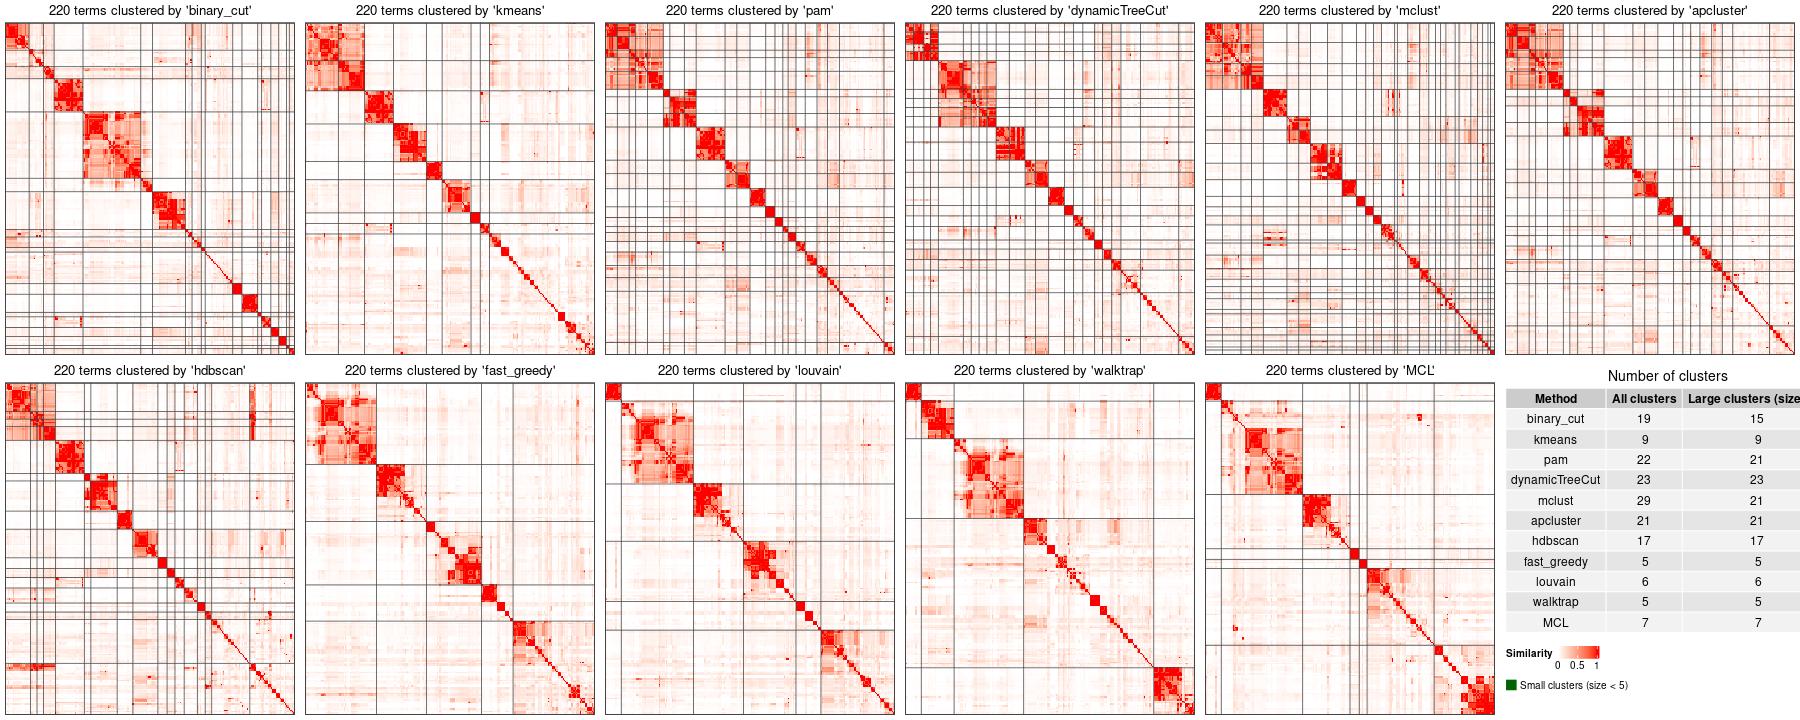 220 terms clustered by 'binary_cut'
220 terms clustered by 'kmeans'
220 terms clustered by 'pam'
220 terms clustered by 'dynamicTreeCut'
220 terms clustered by 'mclust'
220 terms clustered by 'apcluster'
220 terms clustered by 'hdbscan'
220 terms clustered by 'fast_greedy'
220 terms clustered by 'louvain'
220 terms clustered by 'walktrap'
220 terms clustered by 'MCL'
Number of clusters
Method All clusters Large clusters (size
binary_cut 19 15
kmeans 9 9
pam 22 21
dynamicTreeCut 23 23
mclust 29 21
apcluster 21 21
hdbscan 17 17
fast_greedy 5 5
louvain 6 6
walktrap 5 5
MCL 7 7
Similarity
0 0.5 1
Small clusters (size < 5)